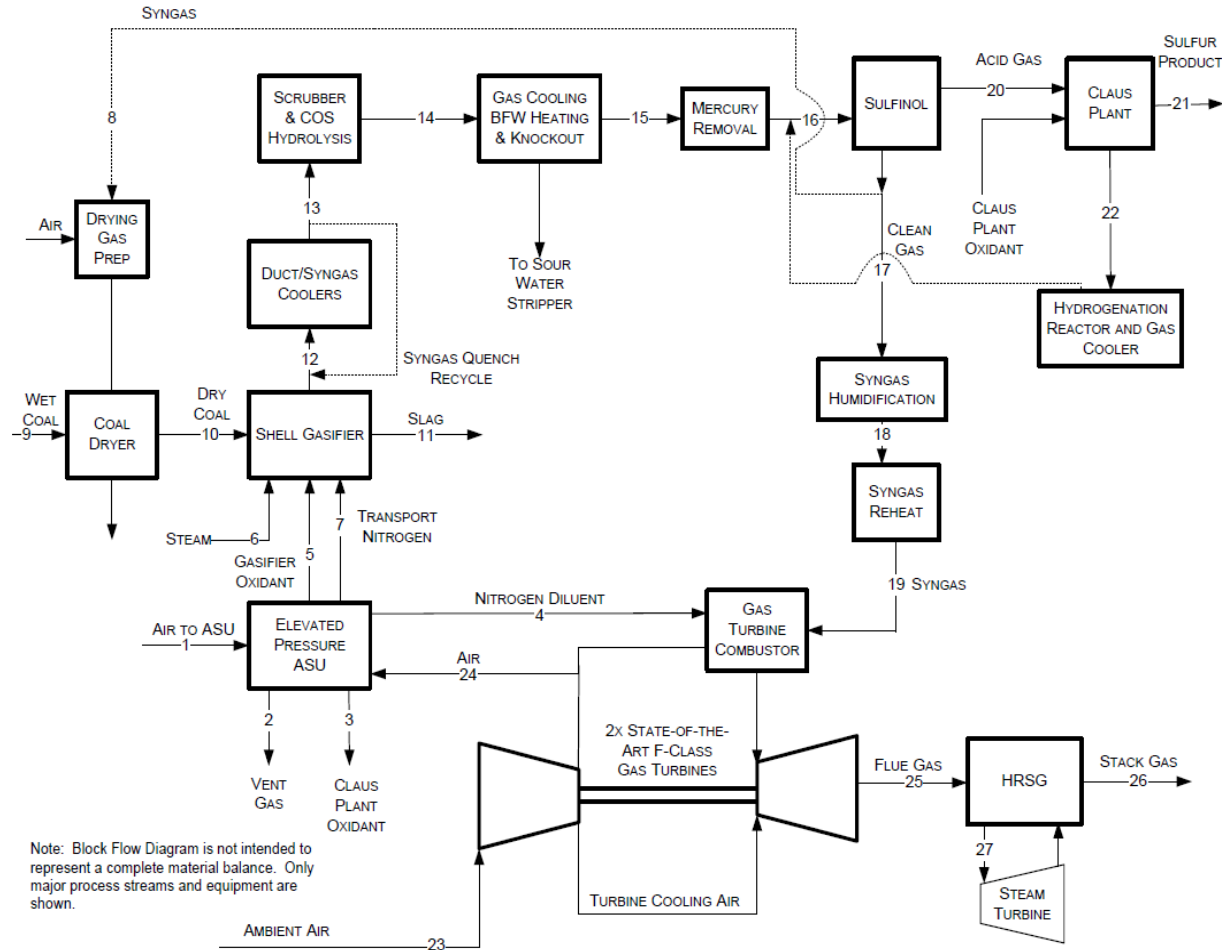 SYNGAS
8
AIR
DRYING
GAS
PREP
SCRUBBER
& COS
HYDROLYSIS
14
GAS COOLING
BFW HEATING
& KNOCKOUT
15
MERCURY
REMOVAL
16
SULFINOL
ACID GAS
20
CLAUS
PLANT
SULFUR
PRODUCT
21
13
DUCT/SYNGAS
COOLERS
TO SOUR
WATER
STRIPPER
CLEAN
GAS
17
CLAUS
PLANT
OXIDANT
22
HYDROGENATION
REACTOR AND GAS
COOLER
12
SYNGAS QUENCH
RECYCLE
WET
COAL
9
COAL
DRYER
DRY
COAL
10
SHELL GASIFIER
SLAG
11
SYNGAS
HUMIDIFICATION
18
SYNGAS
REHEAT
19 SYNGAS
STEAM
6
GASIFIER
OXIDANT
5
7
TRANSPORT
NITROGEN
AIR TO ASU
1
ELEVATED
PRESSURE
ASU
NITROGEN DILUENT
4
GAS
TURBINE
COMBUSTOR
AIR
24
2
VENT
GAS
3
CLAUS
PLANT
OXIDANT
2X STATE-OF-THE-
ART F-CLASS
GAS TURBINES
FLUE GAS
25
HRSG
STACK GAS
26
27
STEAM
TURBINE
TURBINE COOLING AIR
AMBIENT AIR
23
Note: Block Flow Diagram is not intended to
represent a complete material balance. Only
major process streams and equipment are
shown.